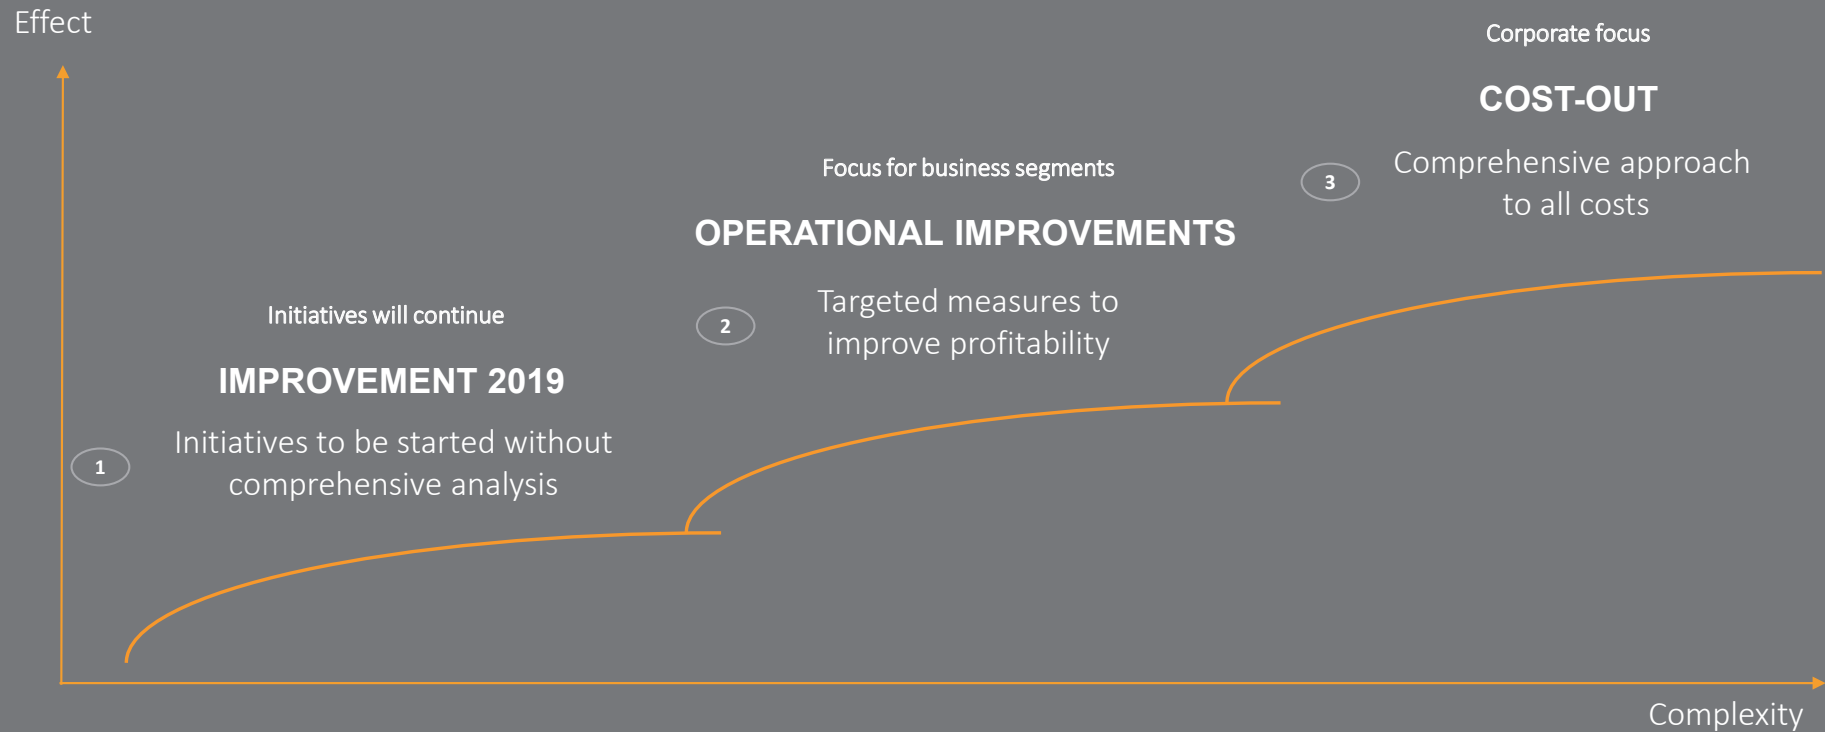 Effect
Corporate focus
COST-OUT
Comprehensive approach
to all costs
3
Focus for business segments
OPERATIONAL IMPROVEMENTS
Targeted measures to
improve profitability
2
Initiatives will continue
IMPROVEMENT 2019
Initiatives to be started without
comprehensive analysis
1
Complexity